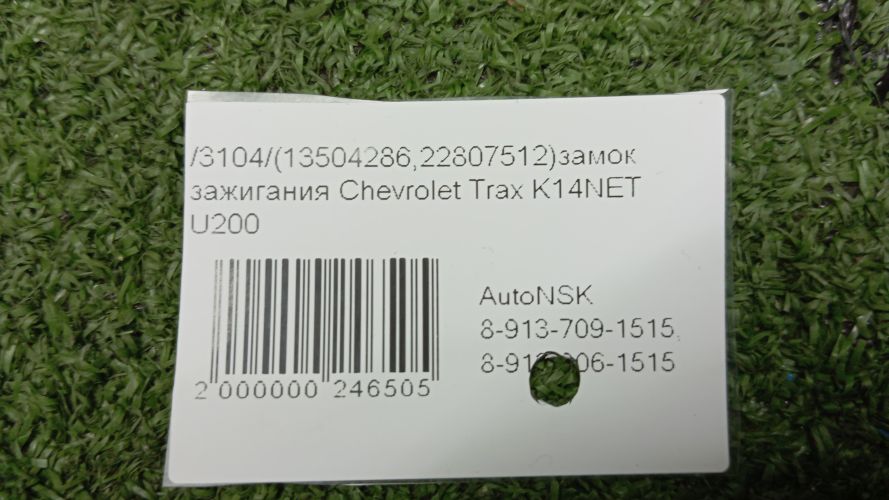 /3104/(13504286,22807512)замок
зажигания Chevrolet Trax K14NET
U200
AutoNSK
8-913-709-1515,
2 000000 246505